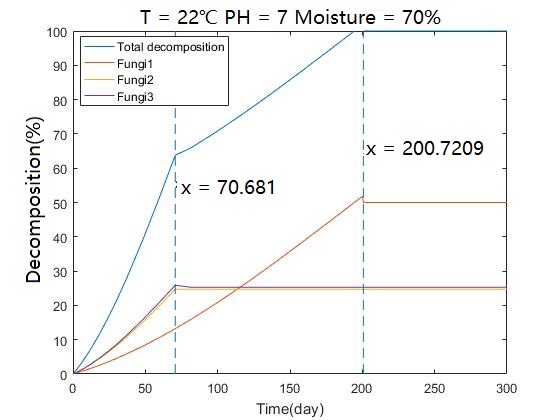 T = 22℃ PH = 7 Moisture = 70%
100
90
80
70
60
50
40
30
20
10
0
Decomposition(%)
Total decomposition
Fungi1
Fungi2
Fungi3
x = 70.681
x = 200.7209
0 50 100 150 200 250 300
Time(day)